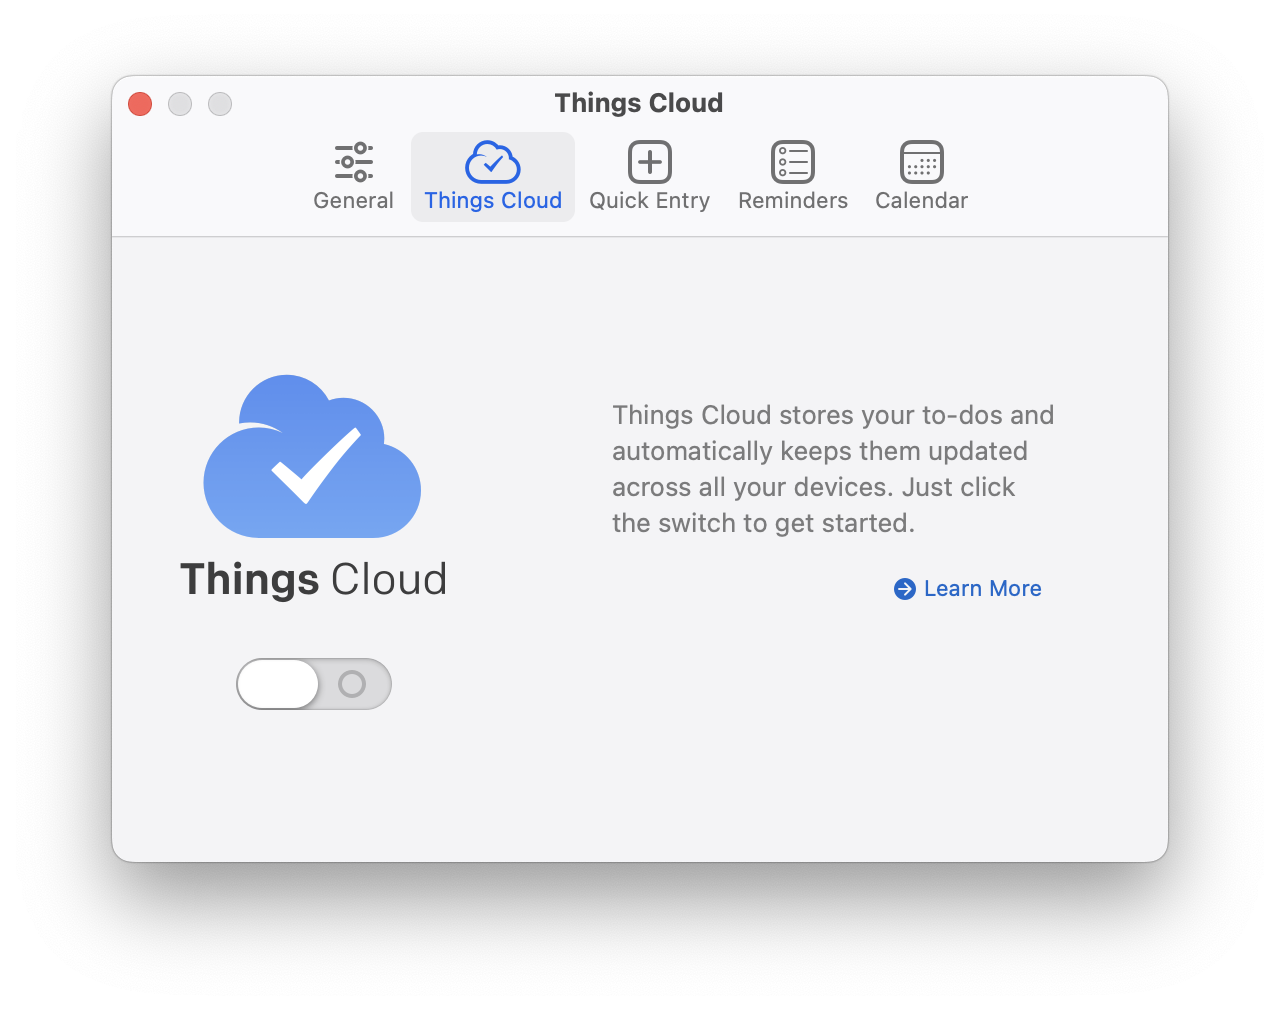 Things Cloud
General
Things Cloud
Quick Entry
Reminders
Calendar
Things Cloud stores your to-dos and
automatically keeps them updated
across all your devices. Just click
the switch to get started.
Things Cloud
Learn More